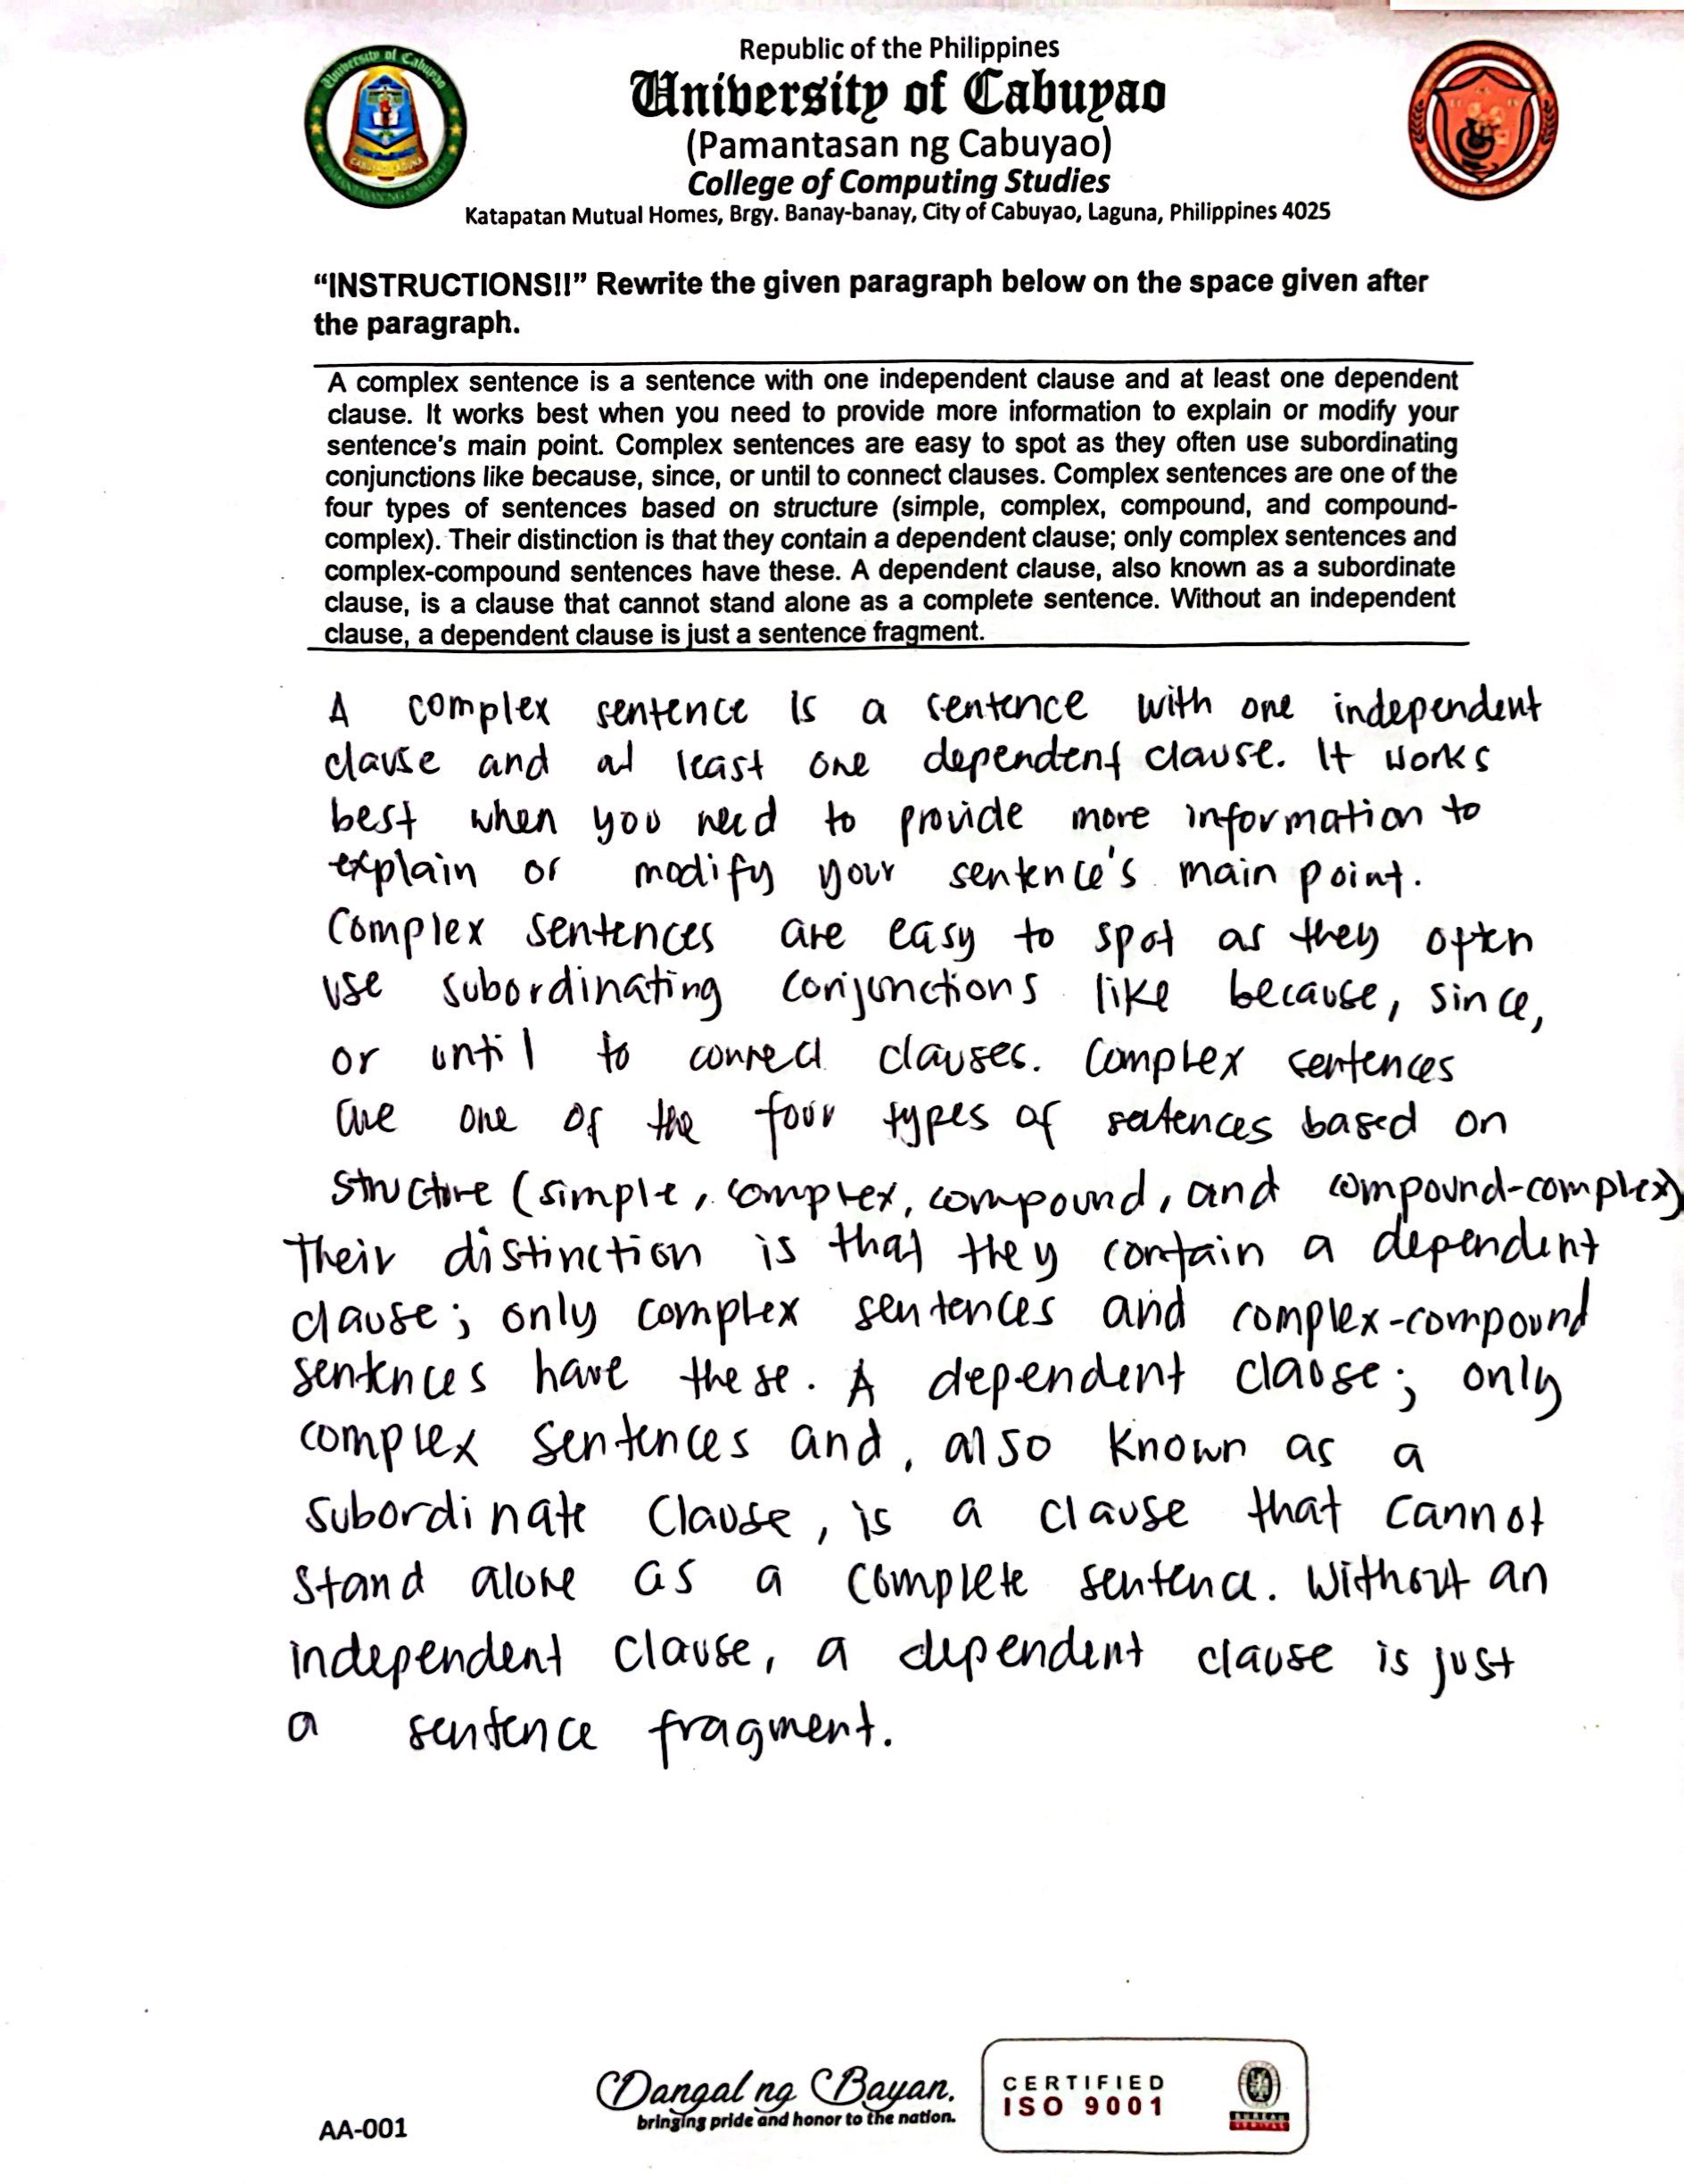 Republic of the Philippines
University of Cabuyao
(Pamantasan ng Cabuyao)
College of Computing Studies
Katapatan Mutual Homes, Brgy. Banay-banay, City of Cabuyao, Laguna, Philippines 4025
University of Cabuyao
“INSTRUCTIONS!!” Rewrite the given paragraph below on the space given after
the paragraph.
A complex sentence is a sentence with one independent clause and at least one dependent
clause. It works best when you need to provide more information to explain or modify your
sentence's main point. Complex sentences are easy to spot as they often use subordinating
conjunctions like because, since, or until to connect clauses. Complex sentences are one of the
four types of sentences based on structure (simple, complex, compound, and compound-
complex). Their distinction is that they contain a dependent clause; only complex sentences and
complex-compound sentences have these. A dependent clause, also known as a subordinate
clause, is a clause that cannot stand alone as a complete sentence. Without an independent
clause, a dependent clause is just a sentence fragment.
A complex sentence is a sentence with one independent
clause and at least one dependent clause. It works
best when you need to provide more information to
explain or modify your sentence's main point.
Complex sentences are easy to spot as they often
use subordinating conjunctions like because, since,
or until to connect clauses. Complex sentences
are one of the four types of sentences based on
structure (simple, complex, compound, and compound-complex)
Their distinction is that they contain a dependent
clause; only complex sentences and complex-compound
sentences have these. A dependent clause; only
complex sentences and, also known as a
subordinate clause, is a clause that cannot
stand alone as a complete sentence. Without an
independent clause, a dependent clause is just
a sentence fragment.
AA-001
Dangal ng Bayan.
bringing pride and honor to the nation.
CERTIFIED
ISO 9001
BUREAU
VERITAS